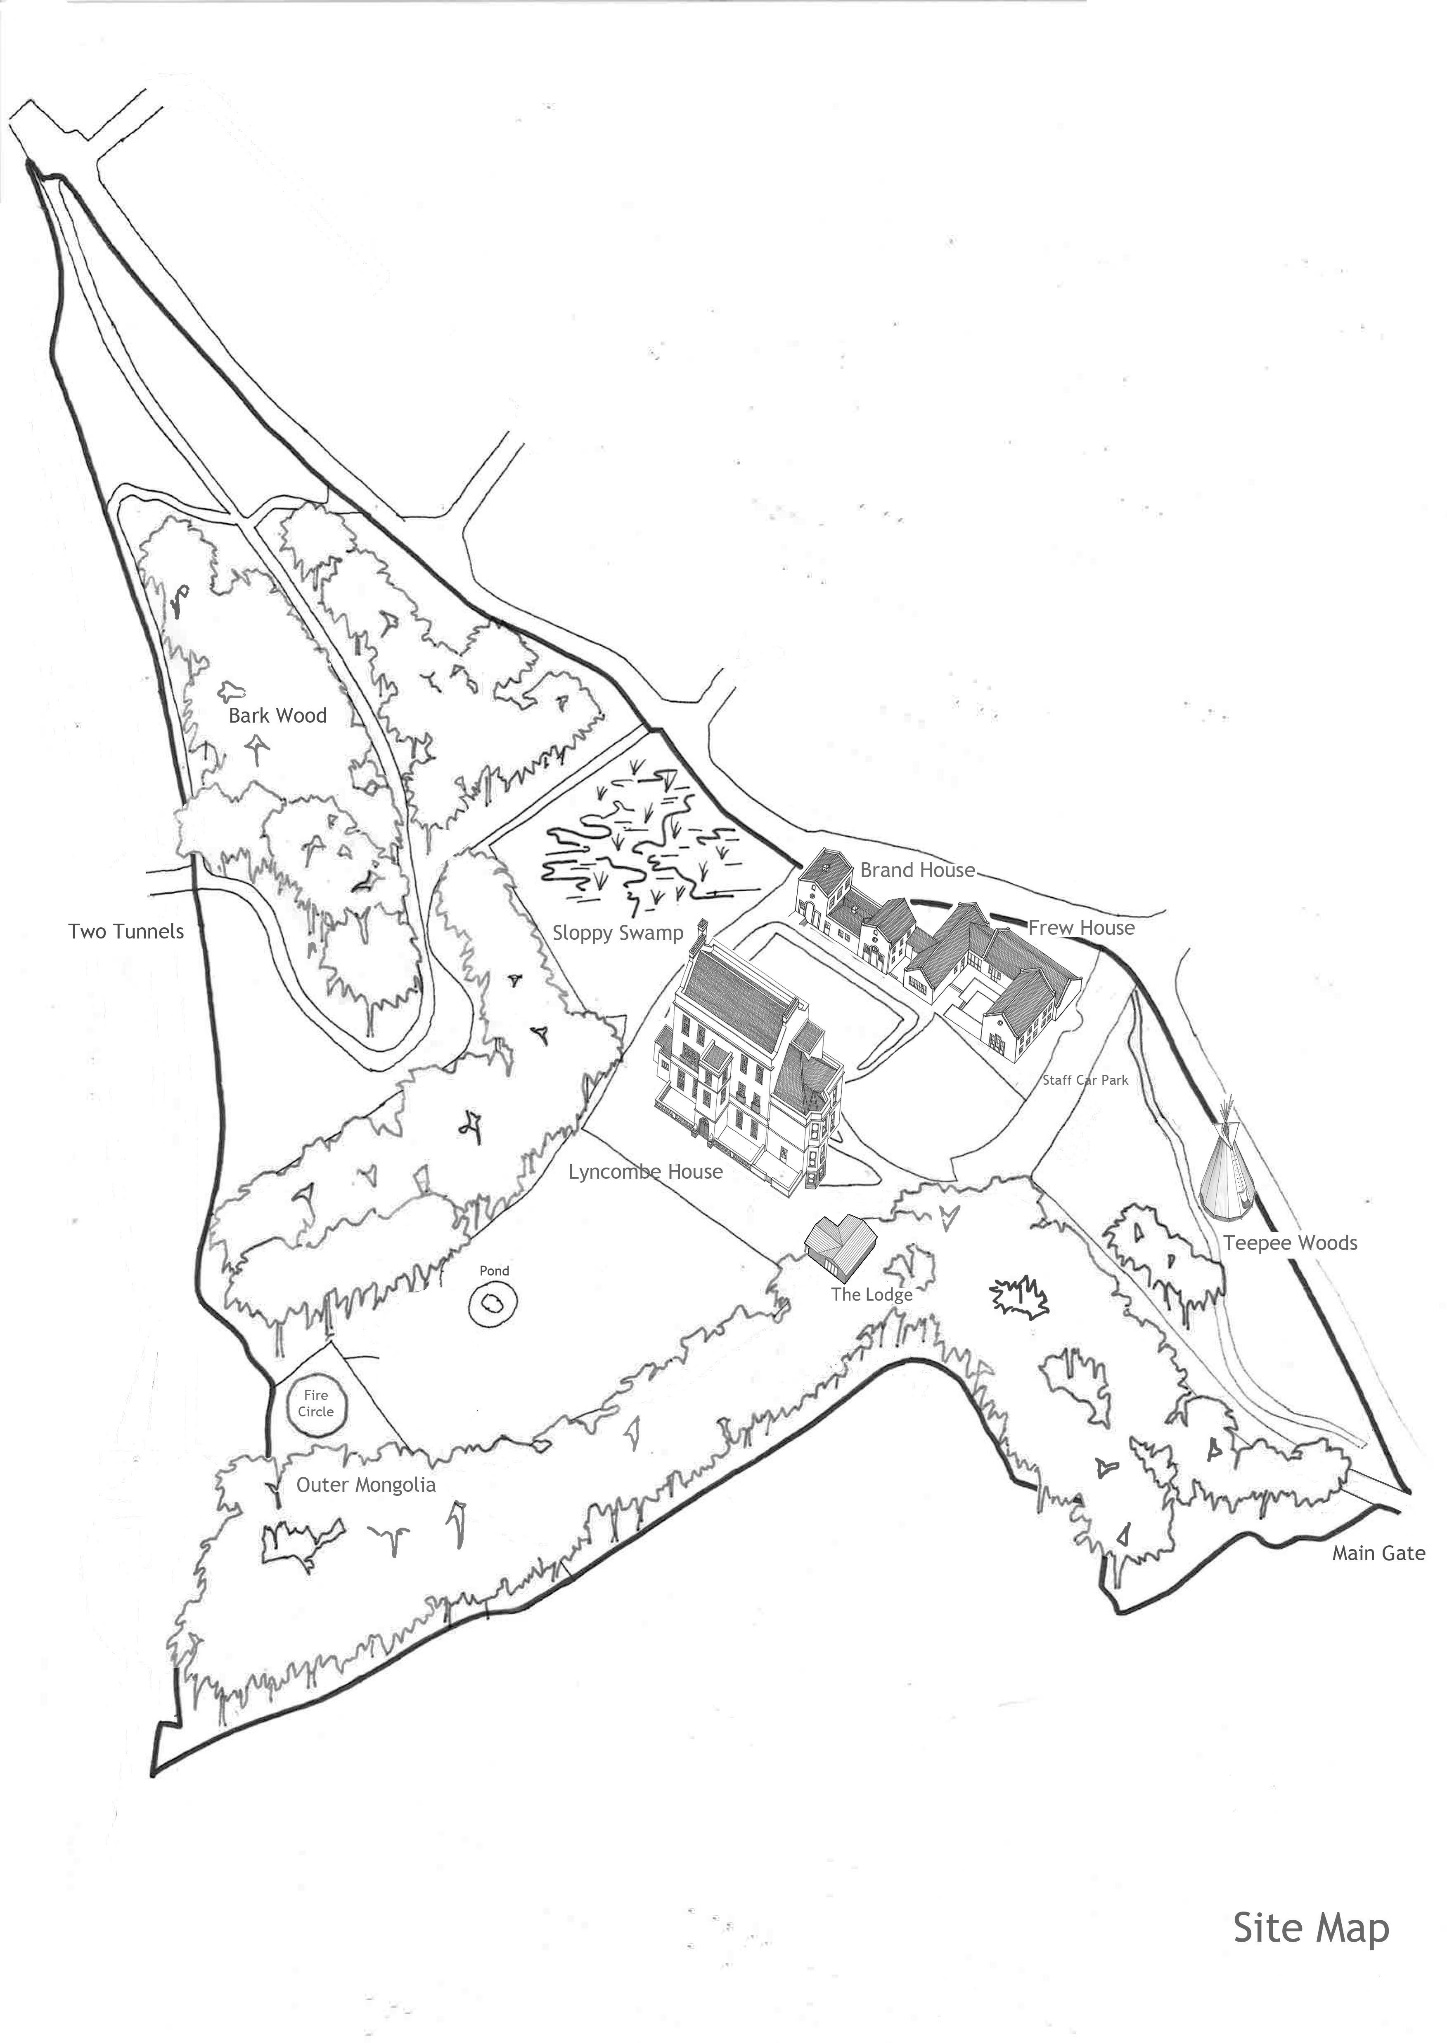 Bark Wood
Brand House
Two Tunnels
Sloppy Swamp
Frew House
Staff Car Park
Lyncombe House
Teepee Woods
Pond
The Lodge
Fire
Circle
Outer Mongolia
Main Gate
Site Map